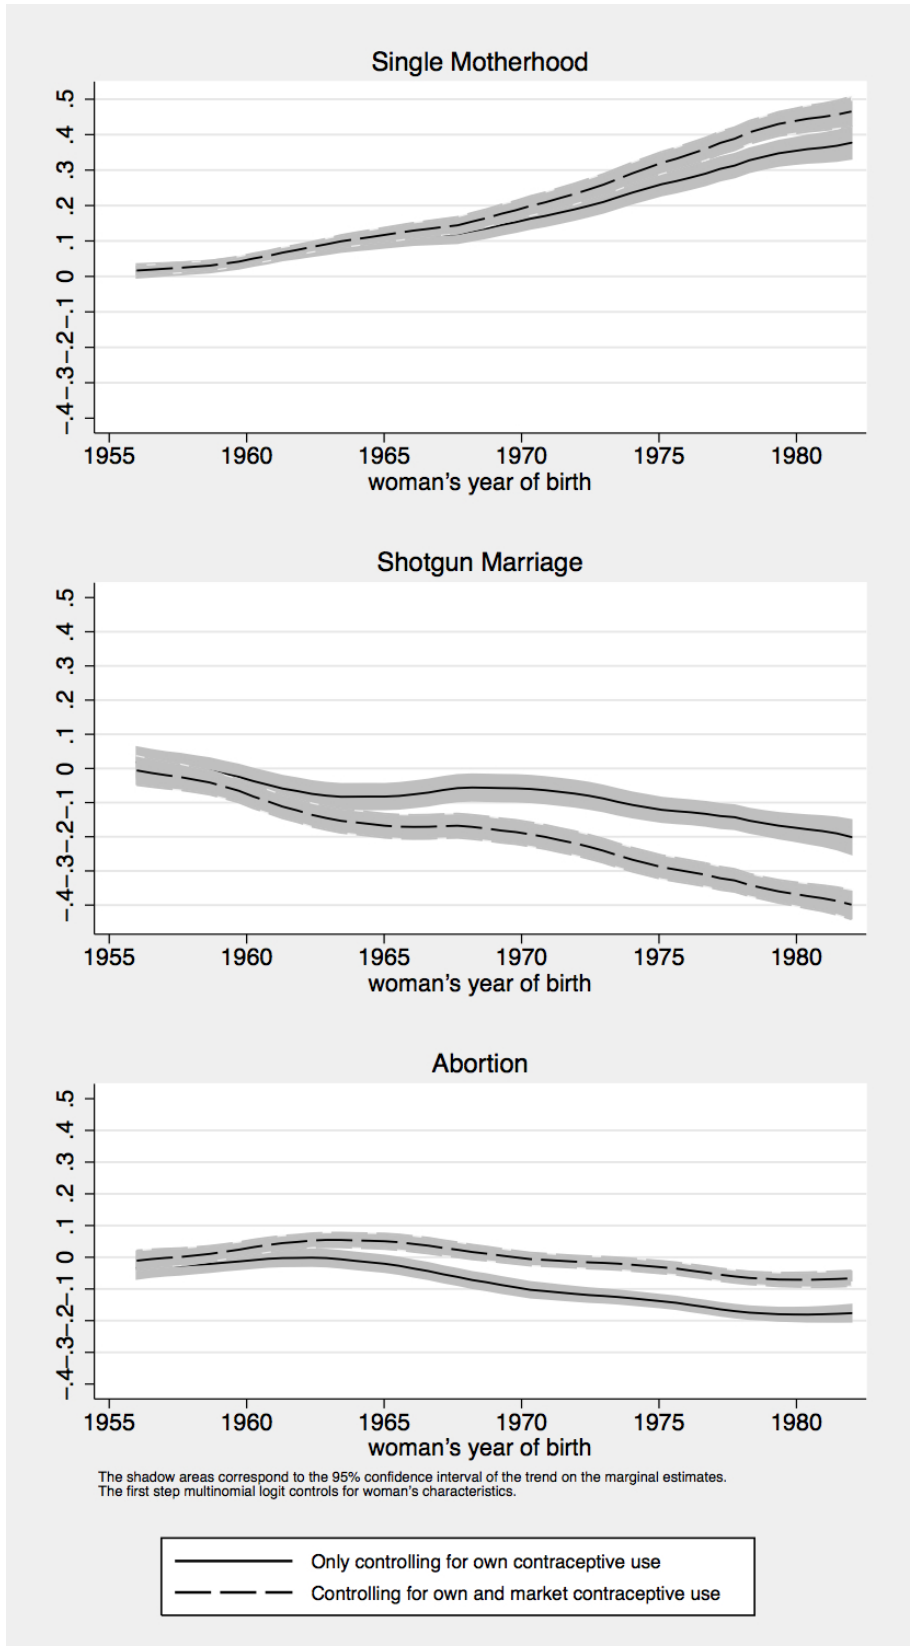 Single Motherhood
.5
.4
.3
.2
.1
0
-.1
-.2
-.3
-.4
1955 1960 1965 1970 1975 1980
woman's year of birth
Shotgun Marriage
.5
.4
.3
.2
.1
0
-.1
-.2
-.3
-.4
1955 1960 1965 1970 1975 1980
woman's year of birth
Abortion
.5
.4
.3
.2
.1
0
-.1
-.2
-.3
-.4
1955 1960 1965 1970 1975 1980
woman's year of birth
The shadow areas correspond to the 95% confidence interval of the trend on the marginal estimates.
The first step multinomial logit controls for woman's characteristics.
Only controlling for own contraceptive use
Controlling for own and market contraceptive use